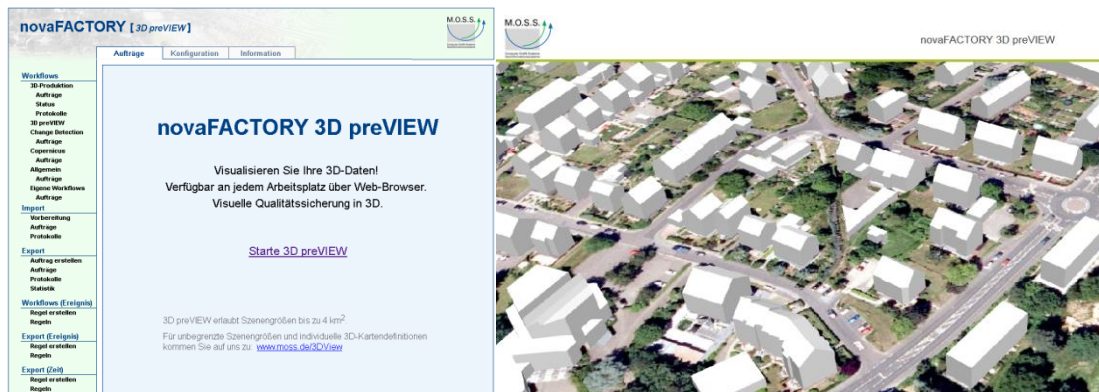 novaFACTORY [ 3D preVIEW ]
M.O.S.S.
Aufträge Konfiguration Information
Workflows
3D-Produktion
Aufträge
Status
Protokolle
3D preVIEW
Change Detection
Aufträge
Copernicus
Aufträge
Allgemein
Aufträge
Eigene Workflows
Aufträge
Import
Vorbereitung
Aufträge
Protokolle
Export
Auftrag erstellen
Aufträge
Protokolle
Statistik
Workflows (Ereignis)
Regel erstellen
Regeln
Export (Ereignis)
Regel erstellen
Regeln
Export (Zeit)
Regel erstellen
Regeln
novaFACTORY 3D preVIEW
Visualisieren Sie Ihre 3D-Daten!
Verfügbar an jedem Arbeitsplatz über Web-Browser.
Visuelle Qualitätssicherung in 3D.
Starte 3D preVIEW
3D preVIEW erlaubt Szenengrößen bis zu 4 km²
Für unbegrenzte Szenengrößen und individuelle 3D-Kartendefinitionen
kommen Sie auf uns zu: www.moss.de/3DView
M.O.S.S.
novaFACTORY 3D preVIEW